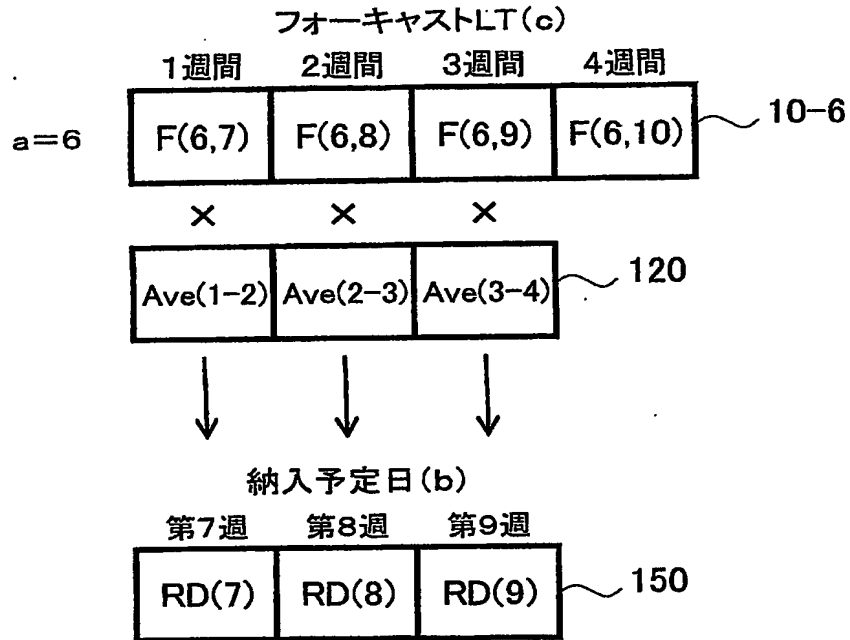 フォーキャストLT(c)
1週間 2週間 3週間 4週間
a=6 F(6,7) F(6,8) F(6,9) F(6,10) 10-6
× × ×
Ave(1-2) Ave(2-3) Ave(3-4) 120
納入予定日(b)
第7週 第8週 第9週
RD(7) RD(8) RD(9) 150